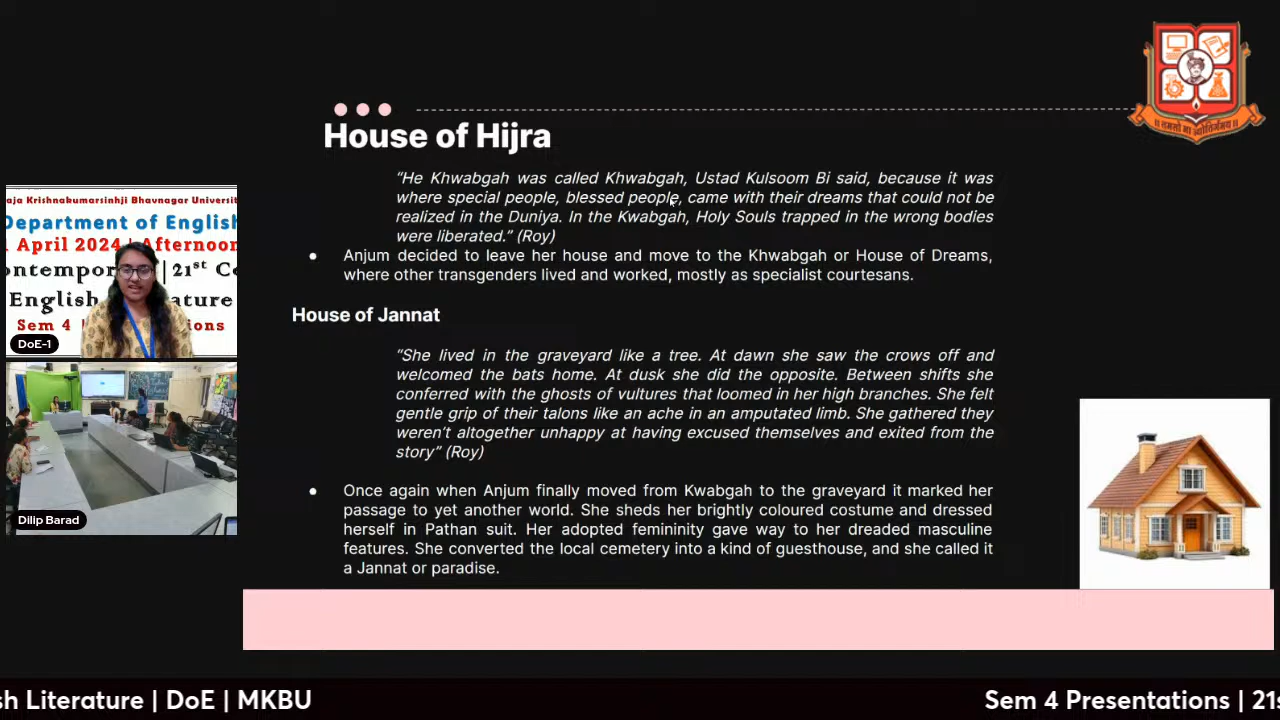 House of Hijra
“He Khwabgah was called Khwabgah, Ustad Kulsoom Bi said, because it was
where special people, blessed people, came with their dreams that could not be
realized in the Duniya. In the Kwabgah, Holy Souls trapped in the wrong bodies
were liberated.” (Roy)
● Anjum decided to leave her house and move to the Khwabgah or House of Dreams,
where other transgenders lived and worked, mostly as specialist courtesans.
House of Jannat
“She lived in the graveyard like a tree. At dawn she saw the crows off and
welcomed the bats home. At dusk she did the opposite. Between shifts she
conferred with the ghosts of vultures that loomed in her high branches. She felt
gentle grip of their talons like an ache in an amputated limb. She gathered they
weren’t altogether unhappy at having excused themselves and exited from the
story” (Roy)
● Once again when Anjum finally moved from Kwabgah to the graveyard it marked her
passage to yet another world. She sheds her brightly coloured costume and dressed
herself in Pathan suit. Her adopted femininity gave way to her dreaded masculine
features. She converted the local cemetery into a kind of guesthouse, and she called it
a Jannat or paradise.
aja Krishnakumarsinhji Bhavnagar Universit
Department of English
April 2024 | Afternoon
ontempor |21st Ce
English ature
Sem 4 ions
DoE-1
Dilip Barad
॥ तमसो मा ज्योतिर्गमय ॥
sh Literature | DoE | MKBU
Sem 4 Presentations | 21s